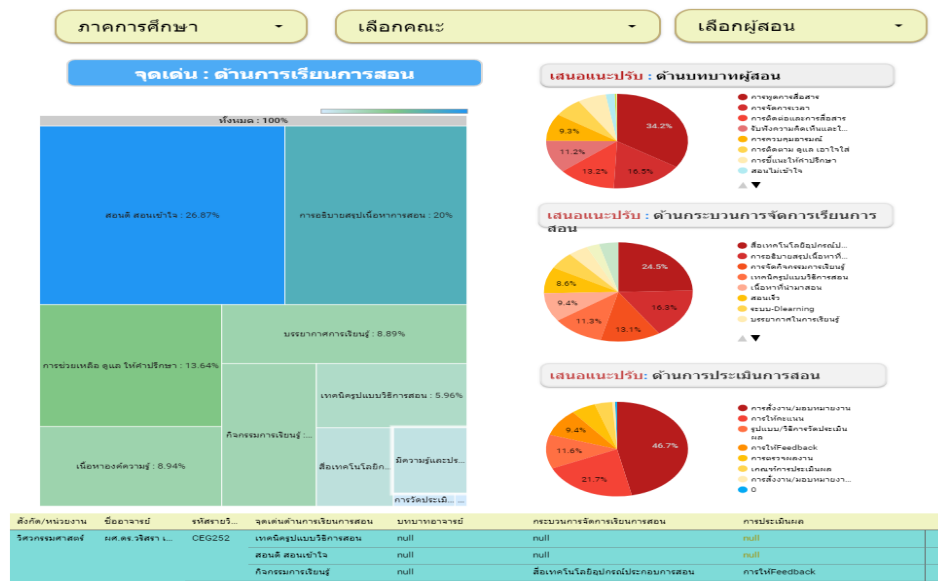 ภาคการศึกษา
เลือกคณะ
เลือกผู้สอน
จุดเด่น : ด้านการเรียนการสอน
ทั้งหมด : 100%
สอนดี สอนเข้าใจ : 26.87%
การอธิบายสรุปเนื้อหาการสอน : 20%
การช่วยเหลือ ดูแล ให้คำปรึกษา : 13.64%
บรรยากาศการเรียนรู้ : 8.89%
เทคนิครูปแบบวิธีการสอน : 5.96%
กิจกรรมการเรียนรู้ :...
เนื้อหาองค์ความรู้ : 8.94%
สื่อเทคโนโลยีก...
มีความรู้และปร...
การวัดประเมิ...
...
เสนอแนะปรับ : ด้านบทบาทผู้สอน
34.2%
16.5%
13.2%
11.2%
9.3%
การพูดการสื่อสาร
การจัดการเวลา
การติดต่อและการสื่อสาร
รับฟังความคิดเห็นและใ...
การควบคุมอารมณ์
การติดตาม ดูแล เอาใจใส่
การชี้แนะให้คำปรึกษา
สอนไม่เข้าใจ
เสนอแนะปรับ : ด้านกระบวนการจัดการเรียนการ
สอน
24.5%
16.3%
13.1%
11.3%
9.4%
8.6%
สื่อเทคโนโลยีอุปกรณ์ป...
การอธิบายสรุปเนื้อหาที่...
การจัดกิจกรรมการเรียนรู้
เทคนิครูปแบบวิธีการสอน
เนื้อหาที่นำมาสอน
สอนเร็ว
ระบบ-Dlearning
บรรยากาศในการเรียนรู้
เสนอแนะปรับ: ด้านการประเมินการสอน
46.7%
21.7%
11.6%
9.4%
การสั่งงาน/มอบหมายงาน
การให้คะแนน
รูปแบบ/วิธีการวัดประเมิน
ผล
การให้Feedback
การตรวจผลงาน
เกณฑ์การประเมินผล
การสั่งงาน/มอบหมายงา...
0
สังกัด/หน่วยงาน ชื่ออาจารย์ รหัสรายวิ... จุดเด่นด้านการเรียนการสอน บทบาทอาจารย์ กระบวนการจัดการเรียนการสอน การประเมินผล
วิศวกรรมศาสตร์ ผศ.ดร.วริสรา เ... CEG252 เทคนิครูปแบบวิธีการสอน null null null
สอนดี สอนเข้าใจ null null null
กิจกรรมการเรียนรู้ null สื่อเทคโนโลยีอุปกรณ์ประกอบการสอน การให้Feedback